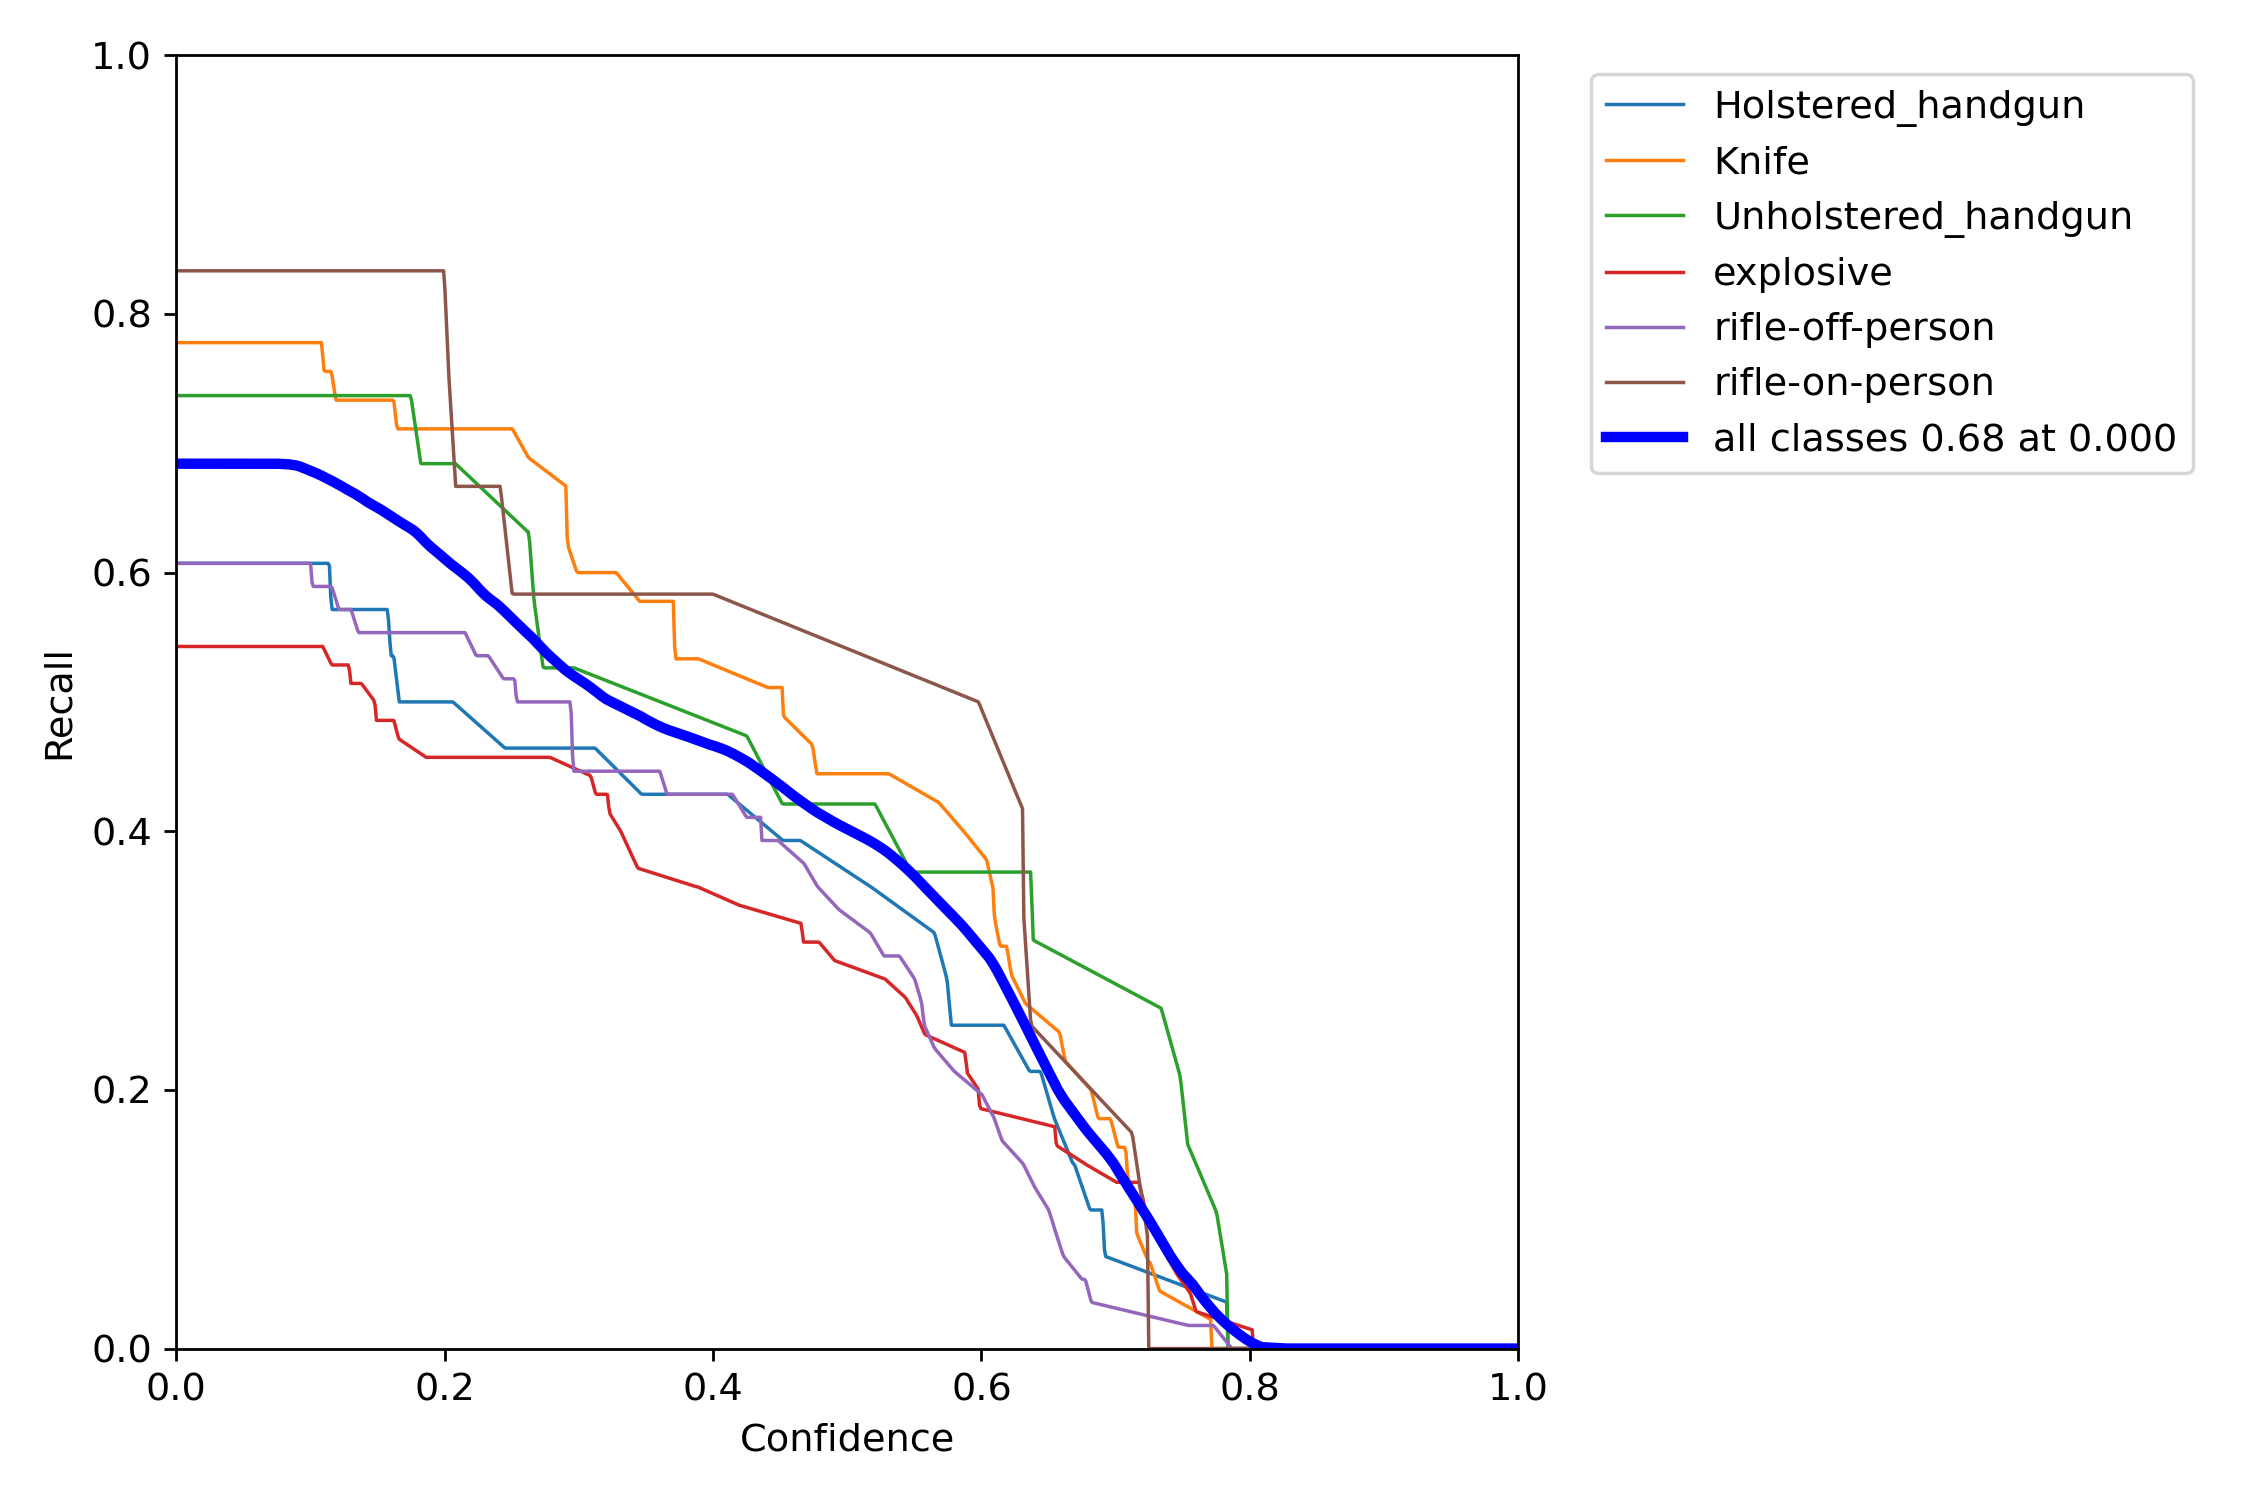 1.0
0.8
0.6
0.4
0.2
0.0
Recall
0.0 0.2 0.4 0.6 0.8 1.0
Confidence
Holstered_handgun
Knife
Unholstered_handgun
explosive
rifle-off-person
rifle-on-person
all classes 0.68 at 0.000